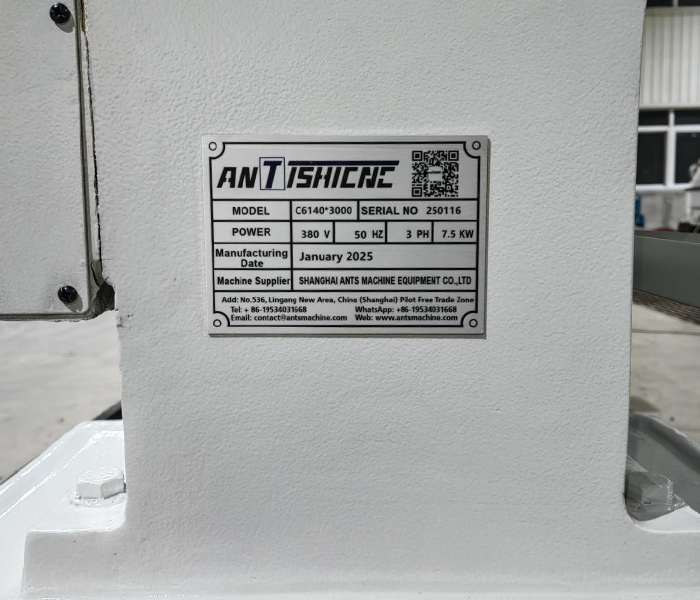 ANTISHICNC
MODEL C6140*3000 SERIAL NO 250116
POWER 380 V 50 HZ 3 PH 7.5 KW
Manufacturing Date January 2025
Machine Supplier SHANGHAI ANTS MACHINE EQUIPMENT CO.,LTD
Add: No.536, Lingang New Area, China (Shanghai) Pilot Free Trade Zone
Tel: + 86-19534031668 WhatsApp: +86-19534031668
Email: contact@antsmachine.com Web: www.antsmachine.com